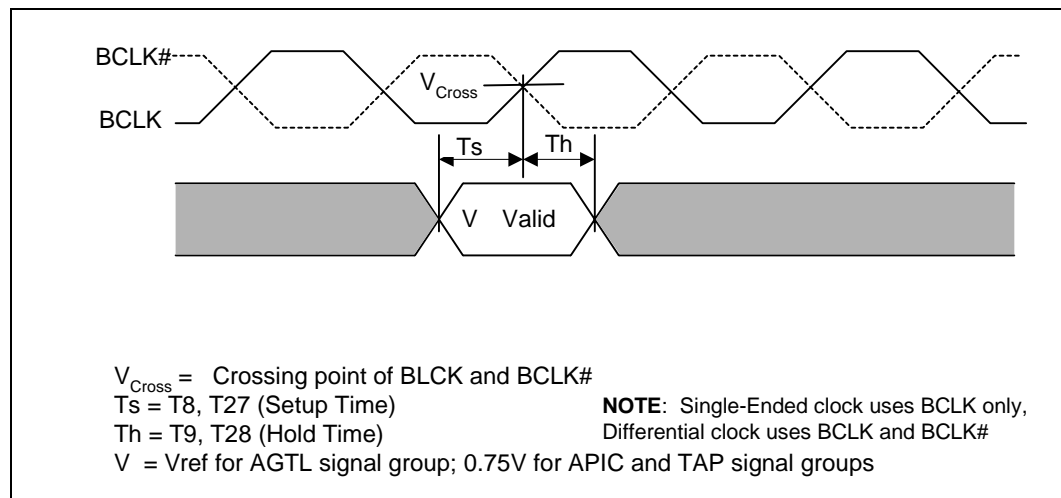 BCLK#
V_Cross
BCLK
Ts Th
V Valid
V_Cross = Crossing point of BLCK and BCLK#
Ts = T8, T27 (Setup Time)
Th = T9, T28 (Hold Time)
V = Vref for AGTL signal group; 0.75V for APIC and TAP signal groups
NOTE: Single-Ended clock uses BCLK only,
Differential clock uses BCLK and BCLK#